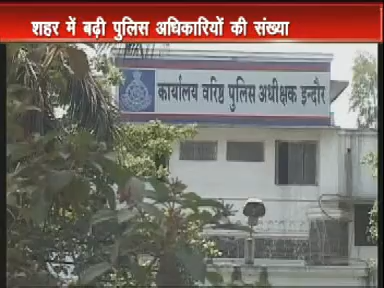 शहर में बढ़ी पुलिस अधिकारियों की संख्या
कार्यालय वरिष्ठ पुलिस अधीक्षक इन्दौर